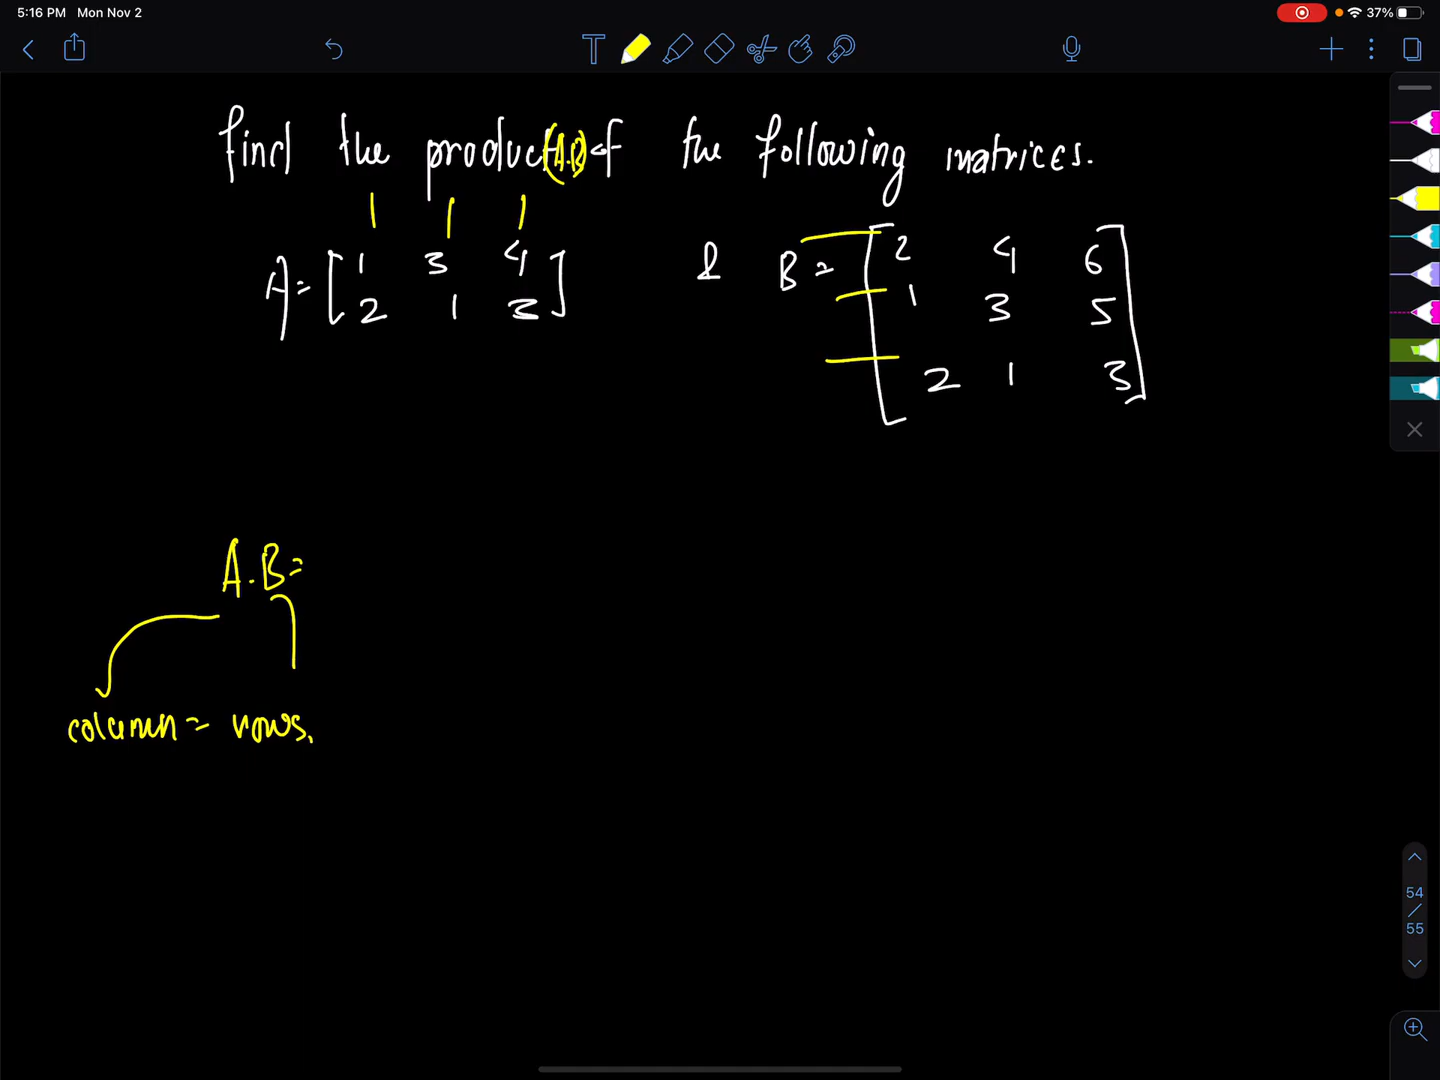 5:16 PM Mon Nov 2
37%
Find the product (A.B) of the following matrices.
A = [ 1 3 4
2 1 3 ]
& B = [ 2 4 6
1 3 5
2 1 3 ]
A.B =
column = rows.
54
/
55